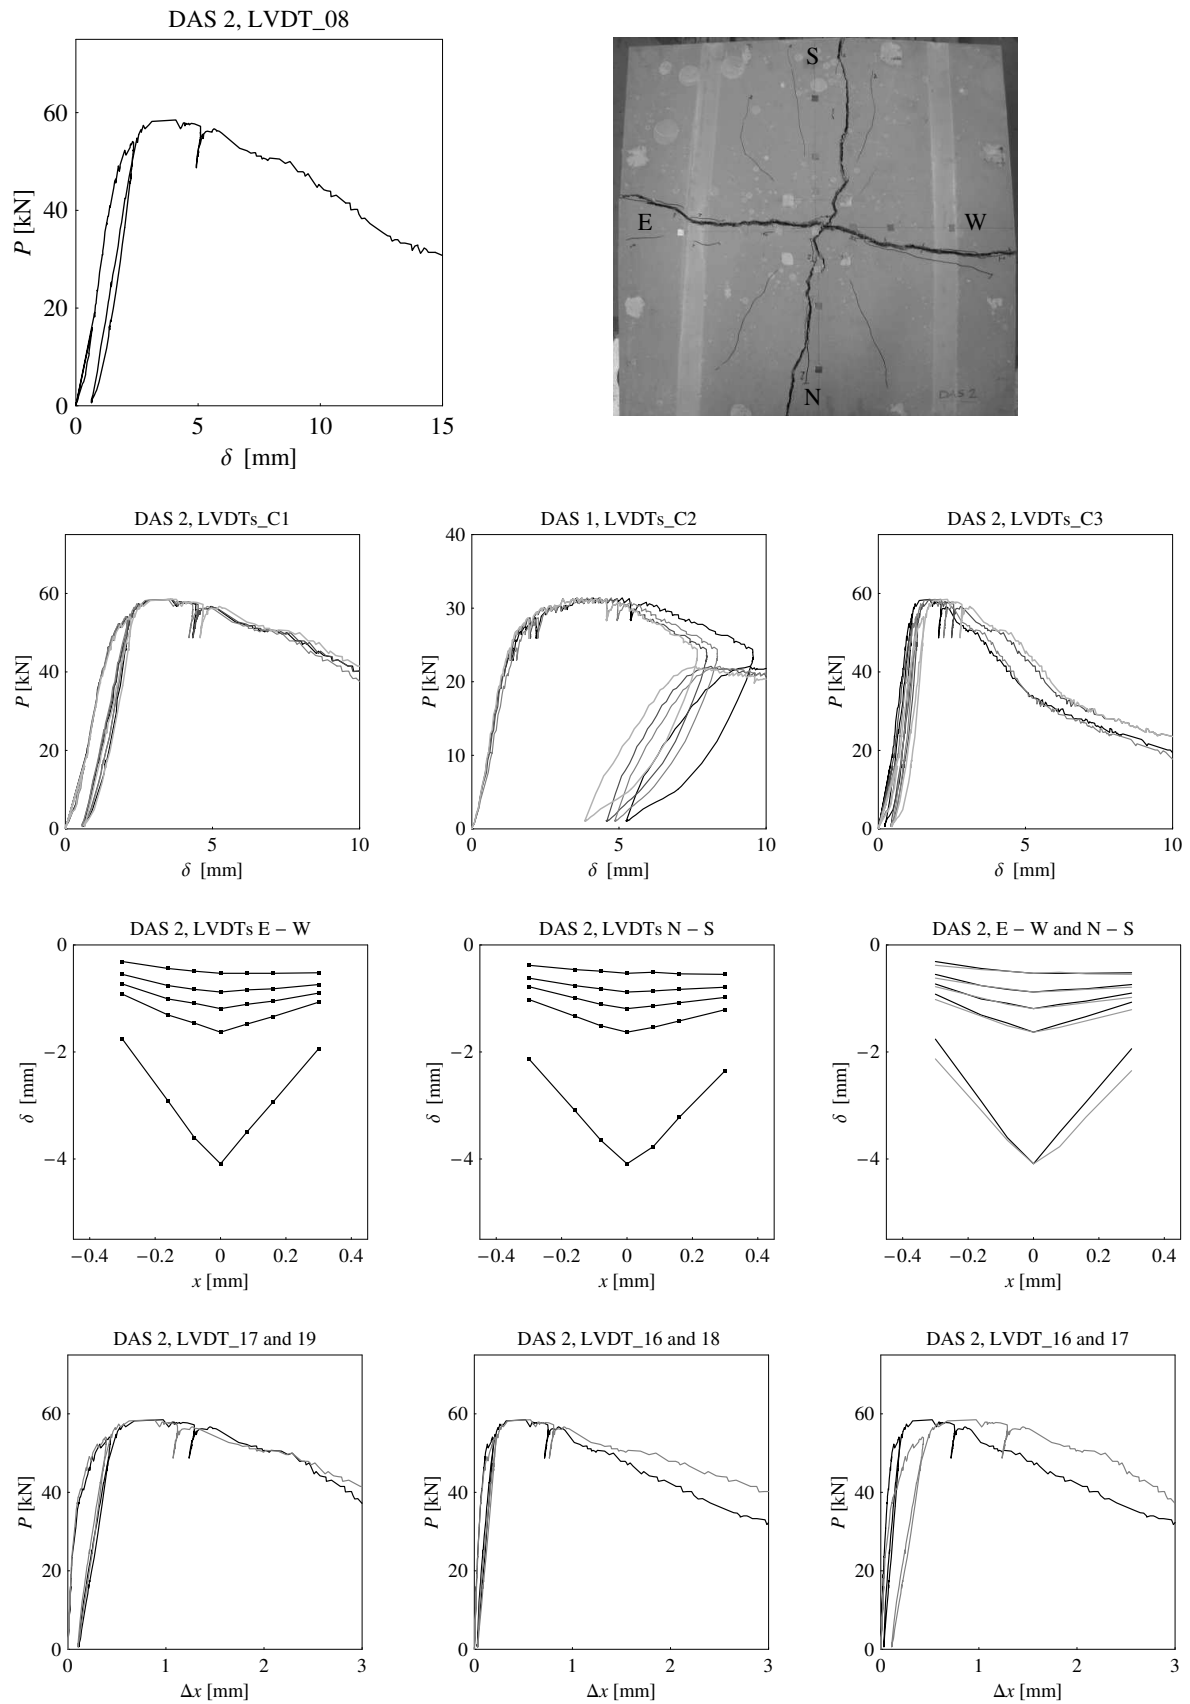 DAS 2, LVDT_08
P [kN]
60
40
20
0
0 5 10 15
δ [mm]
S
E W
N
DAS 2
DAS 2, LVDTs_C1
P [kN]
60
40
20
0
0 5 10
δ [mm]
DAS 1, LVDTs_C2
P [kN]
40
30
20
10
0
0 5 10
δ [mm]
DAS 2, LVDTs_C3
P [kN]
60
40
20
0
0 5 10
δ [mm]
DAS 2, LVDTs E − W
δ [mm]
0
−2
−4
−0.4 −0.2 0 0.2 0.4
x [mm]
DAS 2, LVDTs N − S
δ [mm]
0
−2
−4
−0.4 −0.2 0 0.2 0.4
x [mm]
DAS 2, E − W and N − S
δ [mm]
0
−2
−4
−0.4 −0.2 0 0.2 0.4
x [mm]
DAS 2, LVDT_17 and 19
P [kN]
60
40
20
0
0 1 2 3
Δx [mm]
DAS 2, LVDT_16 and 18
P [kN]
60
40
20
0
0 1 2 3
Δx [mm]
DAS 2, LVDT_16 and 17
P [kN]
60
40
20
0
0 1 2 3
Δx [mm]